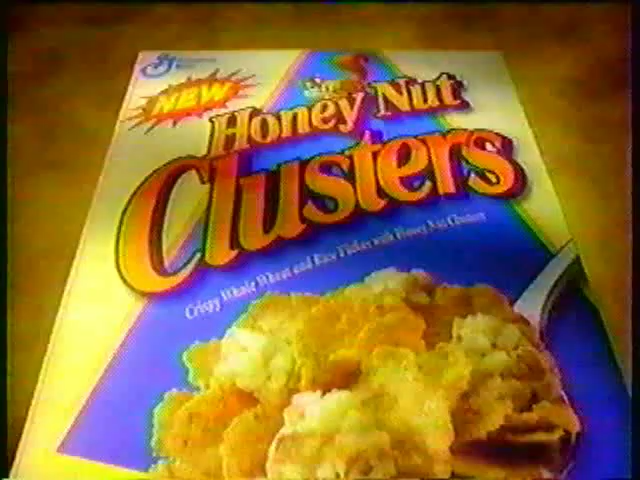 NEW
Honey Nut
Clusters
Crispy Whole Wheat and Rice Flakes with Honey Nut Clusters